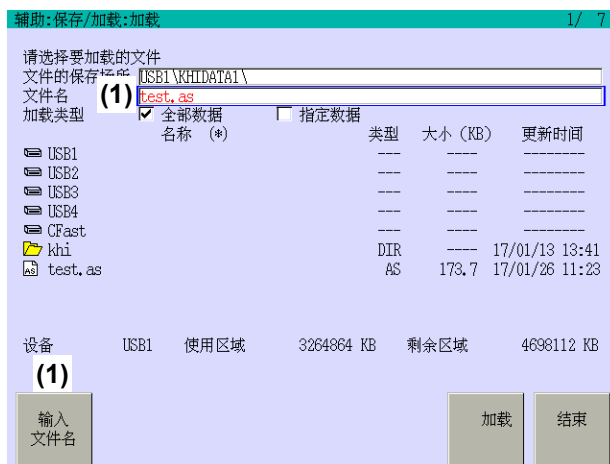 辅助:保存/加载:加载 1/ 7
请选择要加载的文件
文件的保存场所 USB1\KHIDATA1\
文件名 (1) test.as
加载类型 全部数据 指定数据
名称 (*) 类型 大小 (KB) 更新时间
USB1 --- ---- --------
USB2 --- ---- --------
USB3 --- ---- --------
USB4 --- ---- --------
CFast --- ---- --------
khi DIR ---- 17/01/13 13:41
AS test.as AS 173.7 17/01/26 11:23
设备 USB1 使用区域 3264864 KB 剩余区域 4698112 KB
(1)
输入 加载 结束
文件名